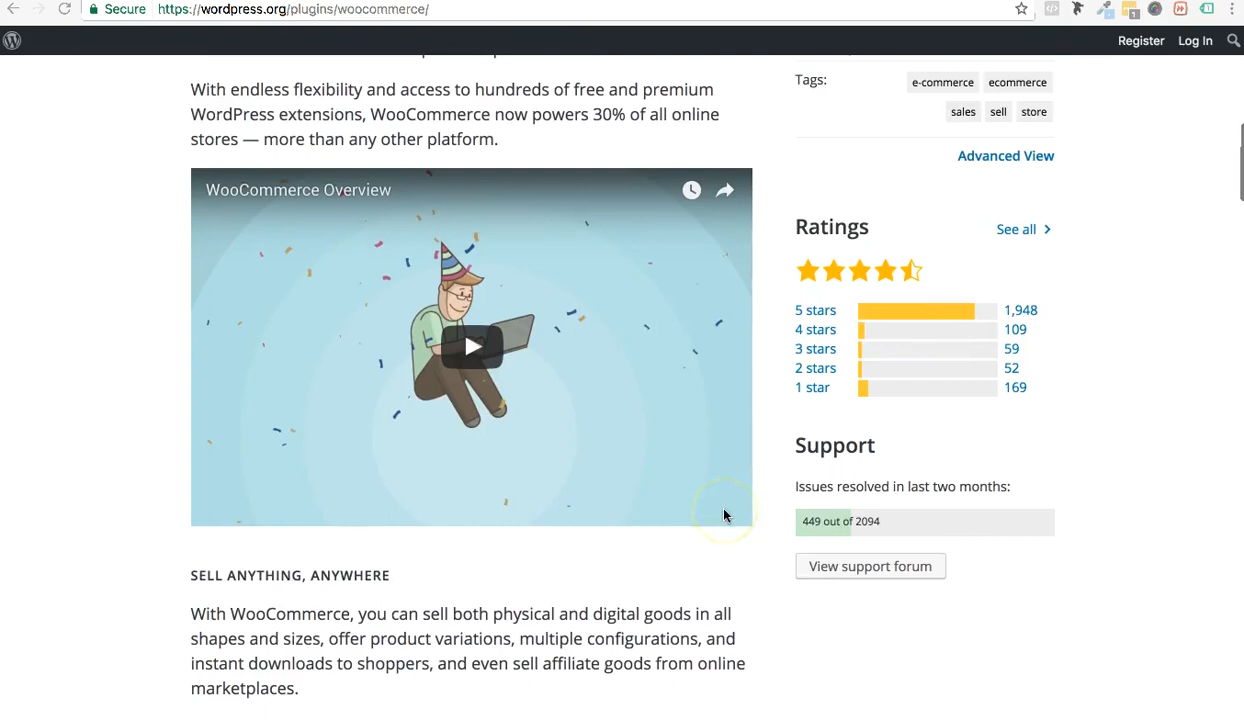 Secure https://wordpress.org/plugins/woocommerce/
Register Log In
With endless flexibility and access to hundreds of free and premium
WordPress extensions, WooCommerce now powers 30% of all online
stores — more than any other platform.
WooCommerce Overview
SELL ANYTHING, ANYWHERE
With WooCommerce, you can sell both physical and digital goods in all
shapes and sizes, offer product variations, multiple configurations, and
instant downloads to shoppers, and even sell affiliate goods from online
marketplaces.
Tags: e-commerce ecommerce
sales sell store
Advanced View
Ratings See all
5 stars 1,948
4 stars 109
3 stars 59
2 stars 52
1 star 169
Support
Issues resolved in last two months:
449 out of 2094
View support forum